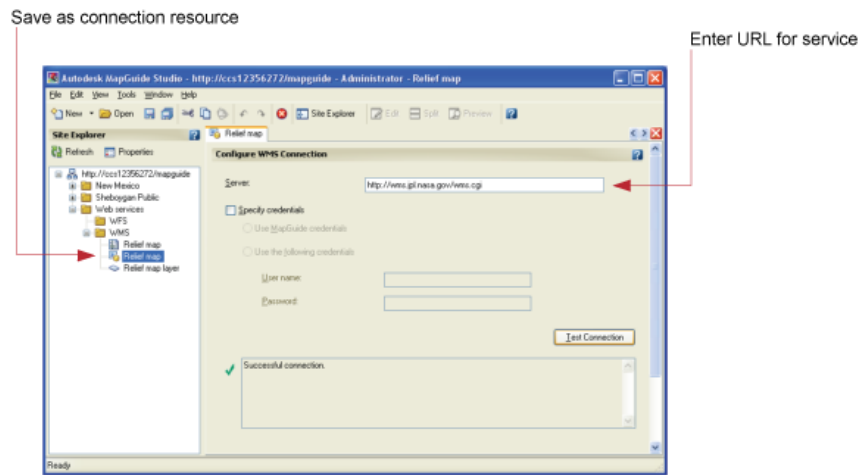 Save as connection resource
Enter URL for service
Autodesk MapGuide Studio - http://ccs12356272/mapguide - Administrator - Relief map
File Edit View Tools Window Help
New Open Site Explorer Edit Split Preview
Site Explorer
Relief map
Refresh Properties
Configure WMS Connection
http://ccs12356272/mapguide
New Mexico
Sheboygan Public
Web services
WFS
WMS
Relief map
Relief map
Relief map layer
Server: http://wms.jpl.nasa.gov/wms.cgi
Specify credentials
Use MapGuide credentials
Use the following credentials
User name:
Password:
Test Connection
Successful connection.
Ready